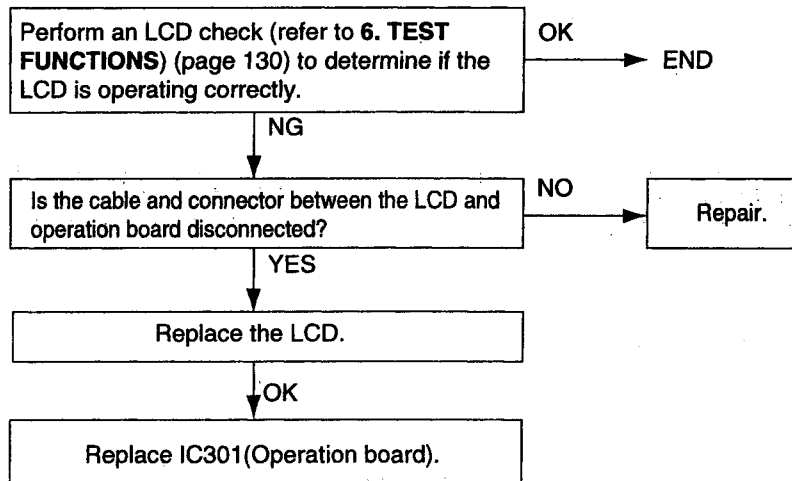 Perform an LCD check (refer to 6. TEST
FUNCTIONS) (page 130) to determine if the
LCD is operating correctly.
OK
END
NG
Is the cable and connector between the LCD and
operation board disconnected?
NO
Repair.
YES
Replace the LCD.
OK
Replace IC301(Operation board).